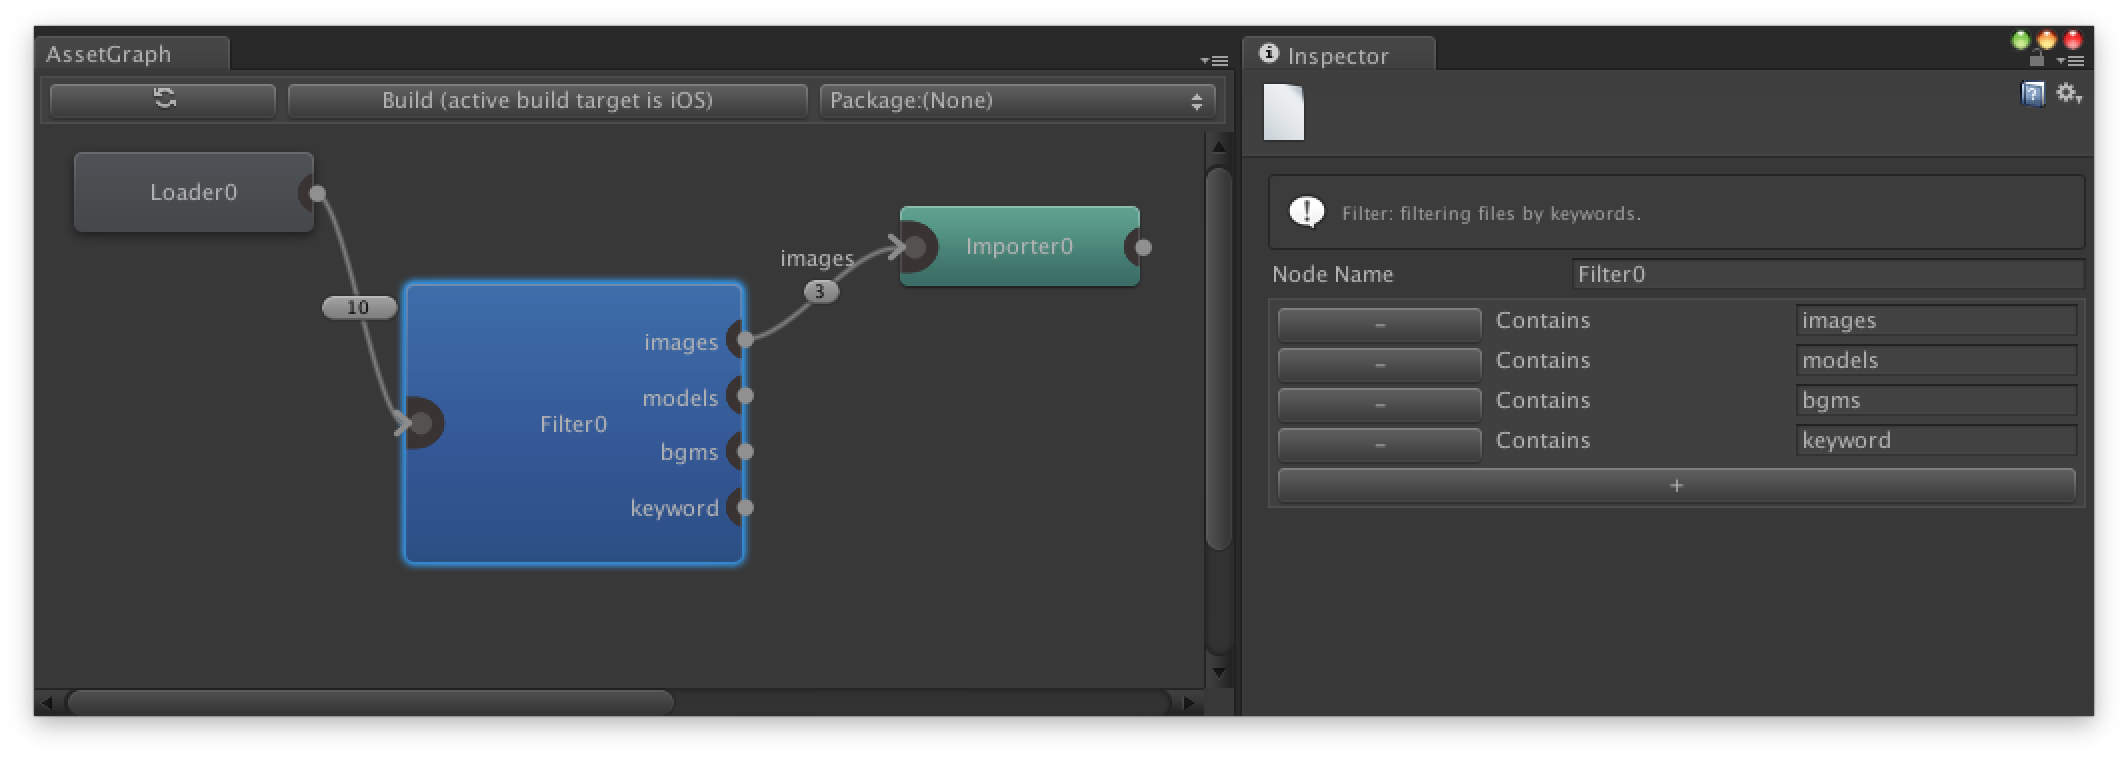 AssetGraph
Build (active build target is iOS)
Package:(None)
Loader0
10
Filter0
images
models
bgms
keyword
images
3
Importer0
Inspector
Filter: filtering files by keywords.
Node Name Filter0
- Contains images
- Contains models
- Contains bgms
- Contains keyword
+